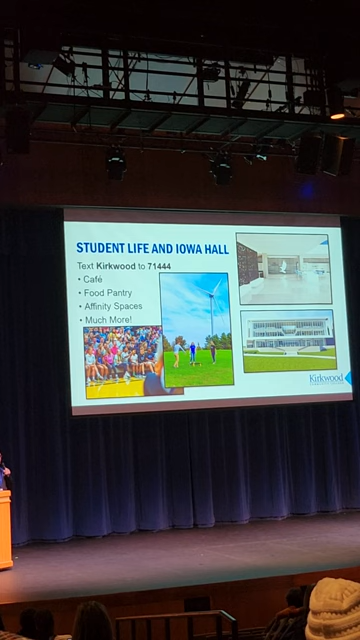 STUDENT LIFE AND IOWA HALL
Text Kirkwood to 71444
• Café
• Food Pantry
• Affinity Spaces
• Much More!
Kirkwood